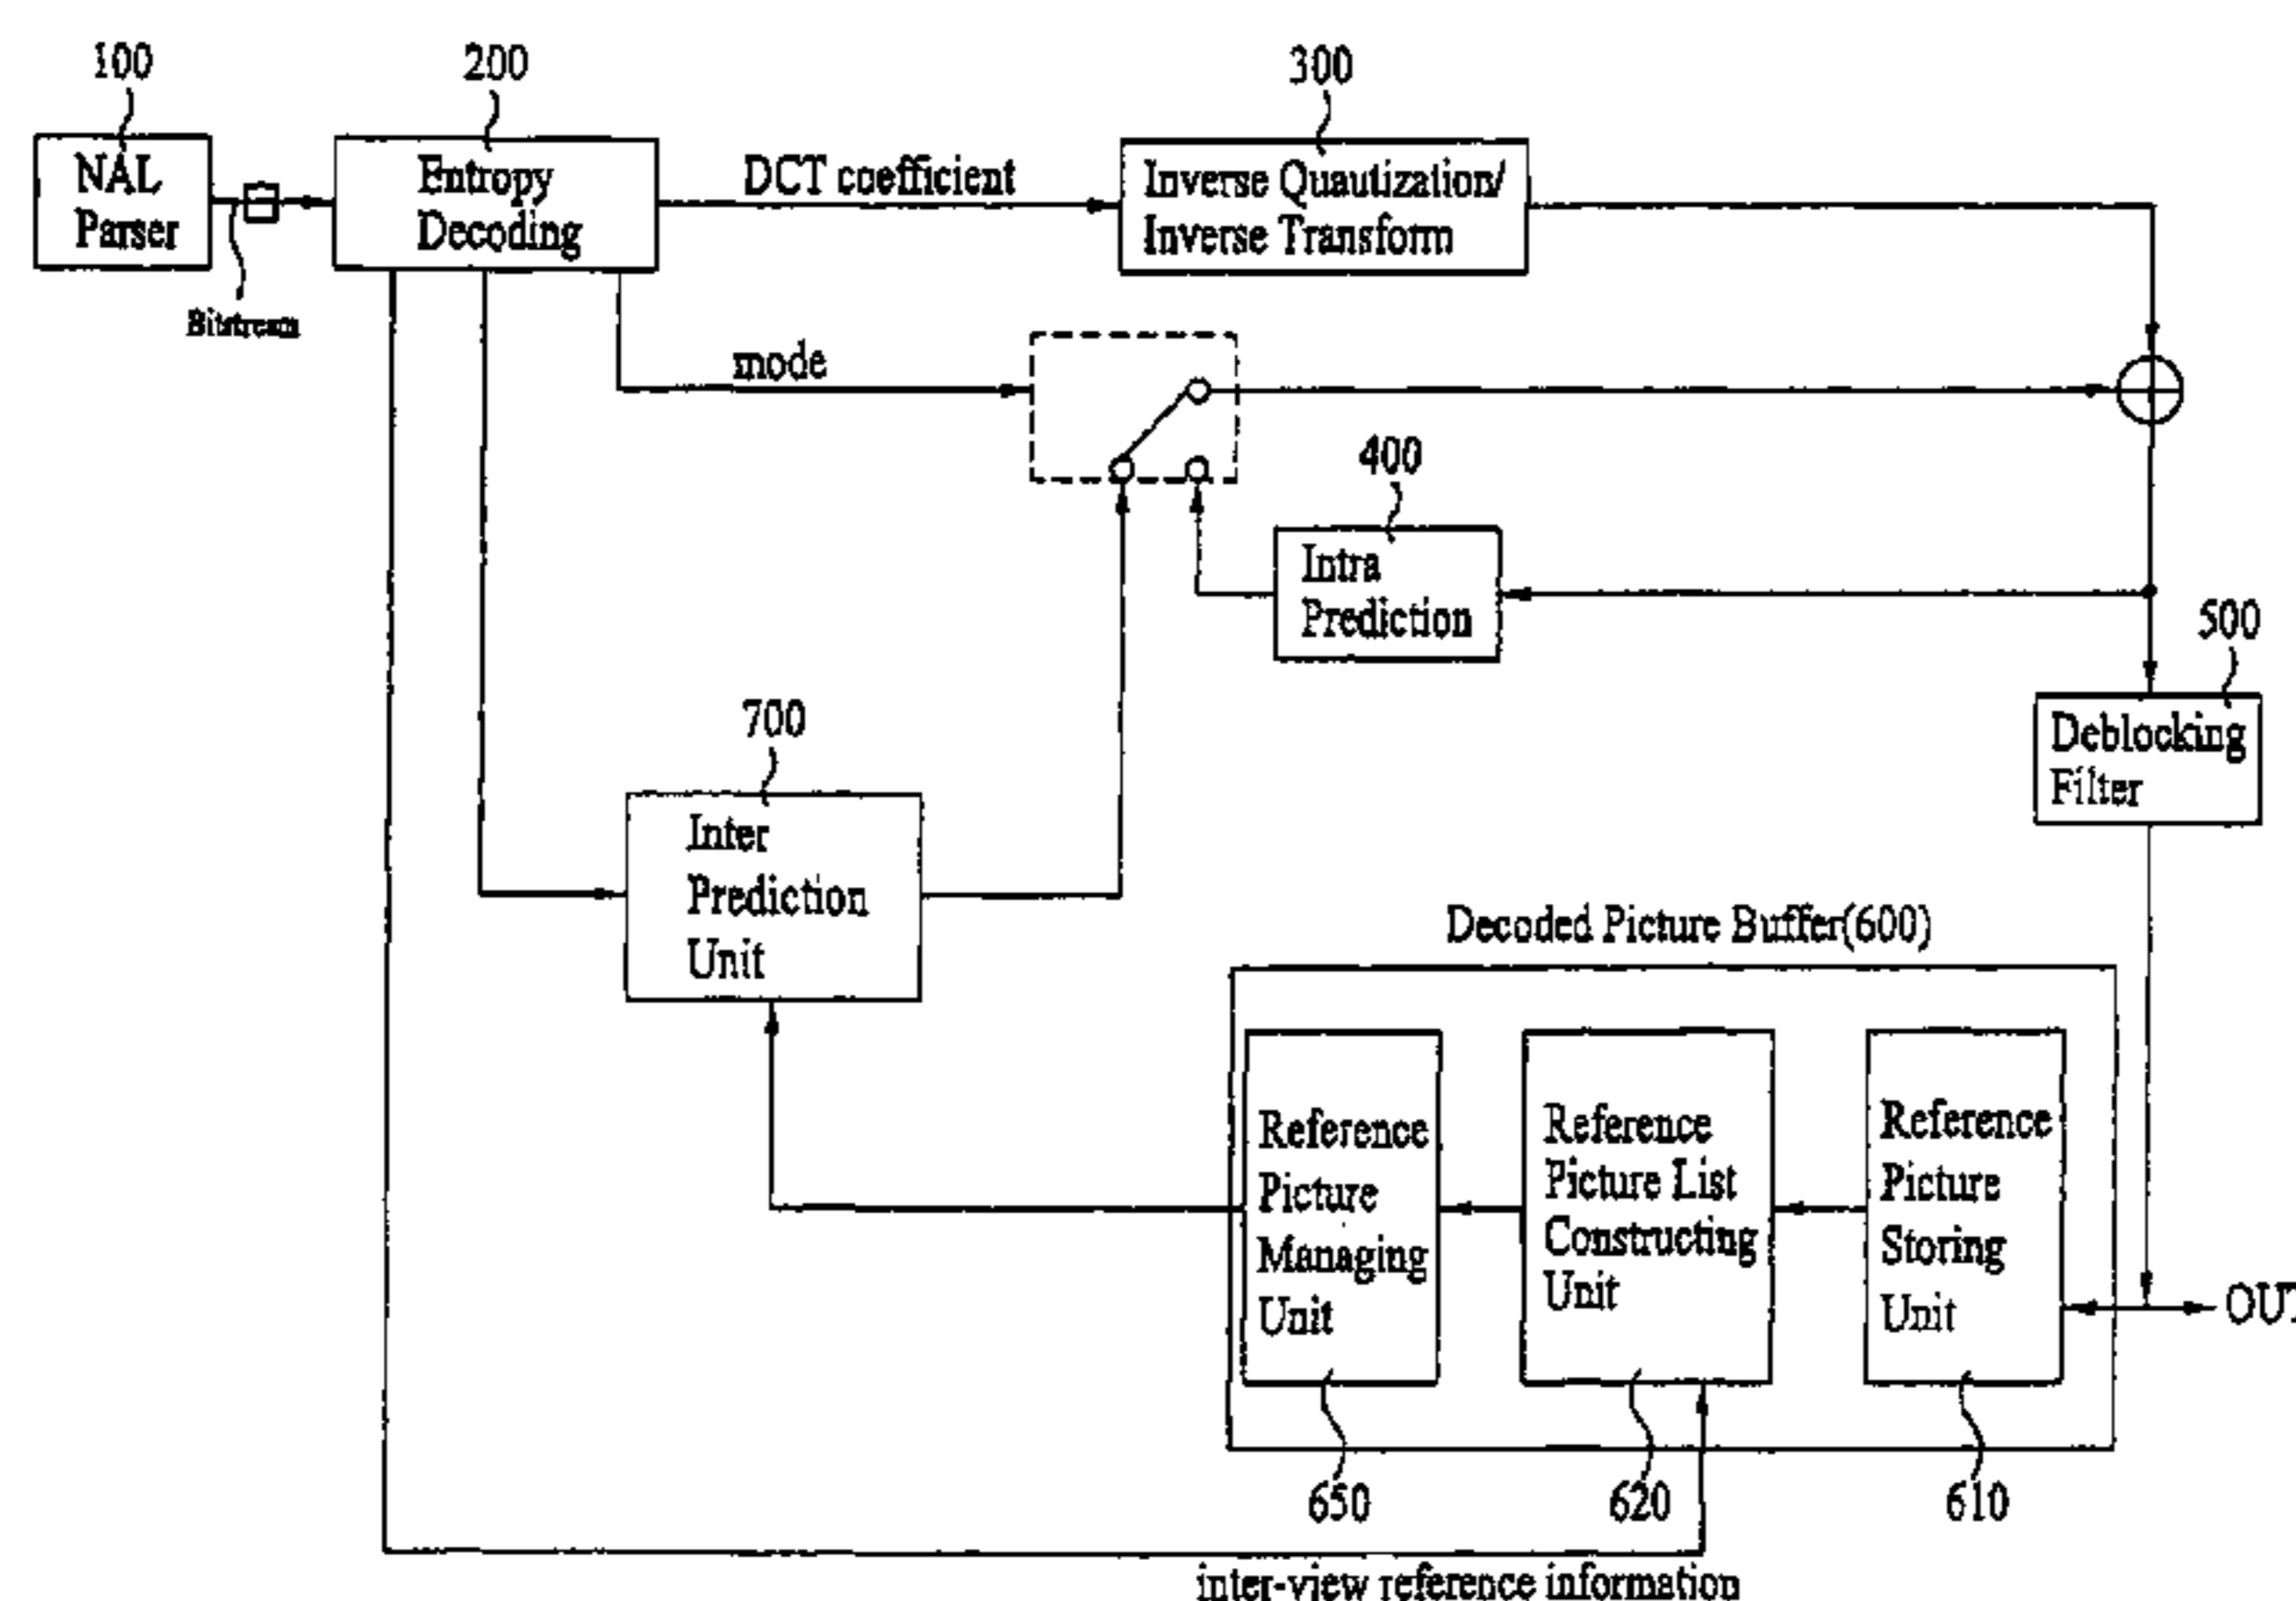 100
200
300
NAL
Parser
Entropy
Decoding
DCT coefficient
Inverse Quautization/
Inverse Transform
Bitstream
mode
400
Intra
Prediction
500
Deblocking
Filter
700
Inter
Prediction
Unit
Decoded Picture Buffer(600)
Reference
Picture
Managing
Unit
Reference
Picture List
Constructing
Unit
Reference
Picture
Storing
Unit
OUT
650
620
610
inter-view reference information